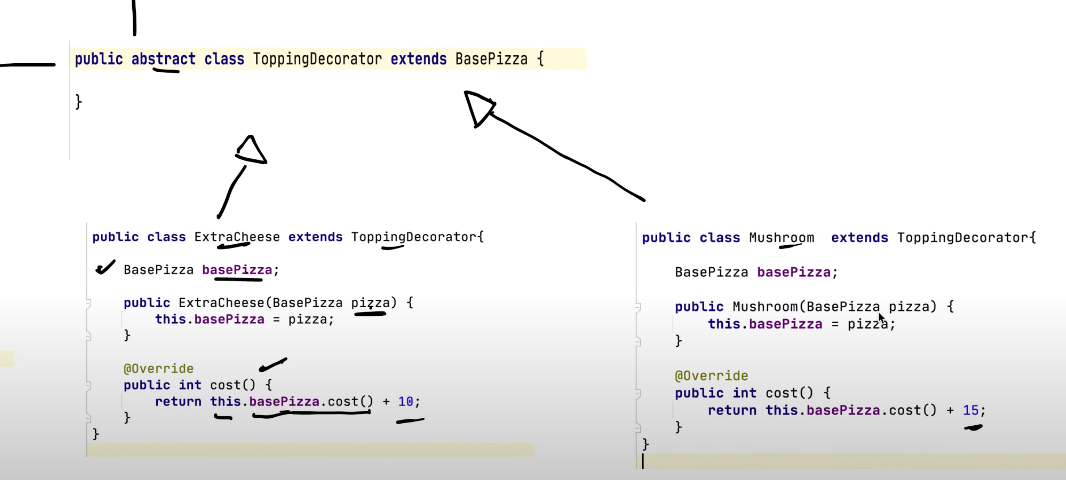 public abstract class ToppingDecorator extends BasePizza {
}
public class ExtraCheese extends ToppingDecorator{
BasePizza basePizza;
public ExtraCheese(BasePizza pizza) {
this.basePizza = pizza;
}
@Override
public int cost() {
return this.basePizza.cost() + 10;
}
}
public class Mushroom  extends ToppingDecorator{
BasePizza basePizza;
public Mushroom(BasePizza pizza) {
this.basePizza = pizza;
}
@Override
public int cost() {
return this.basePizza.cost() + 15;
}
}